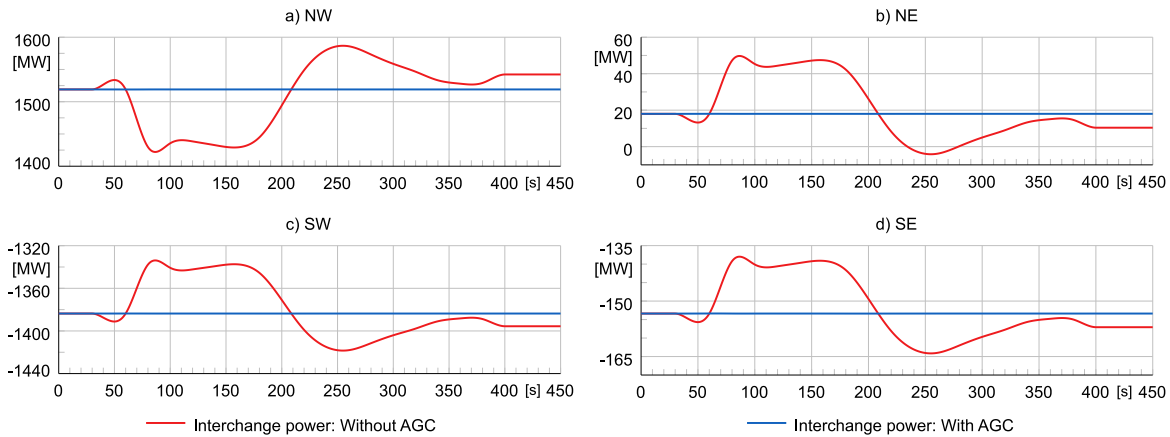 a) NW
1600
[MW]
1500
1400
0 50 100 150 200 250 300 350 400 [s] 450
b) NE
60
[MW]
40
20
0
0 50 100 150 200 250 300 350 400 [s] 450
c) SW
-1320
[MW]
-1360
-1400
-1440
0 50 100 150 200 250 300 350 400 [s] 450
d) SE
-135
[MW]
-150
-165
0 50 100 150 200 250 300 350 400 [s] 450
Interchange power: Without AGC
Interchange power: With AGC